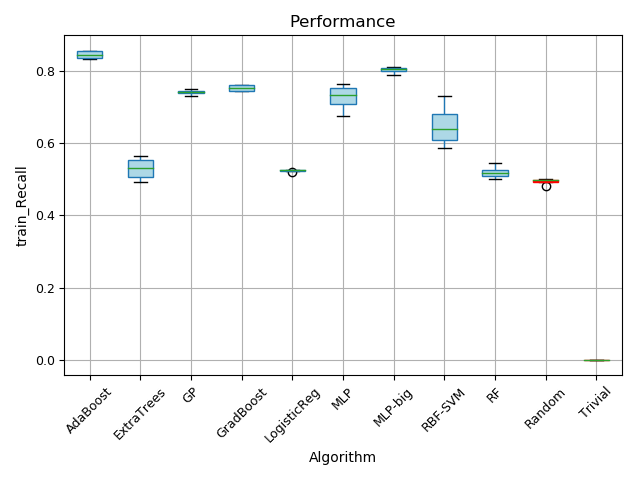 Performance
train_Recall
0.8
0.6
0.4
0.2
0.0
AdaBoost
ExtraTrees
GP
GradBoost
LogisticReg
MLP
MLP-big
RBF-SVM
RF
Random
Trivial
Algorithm